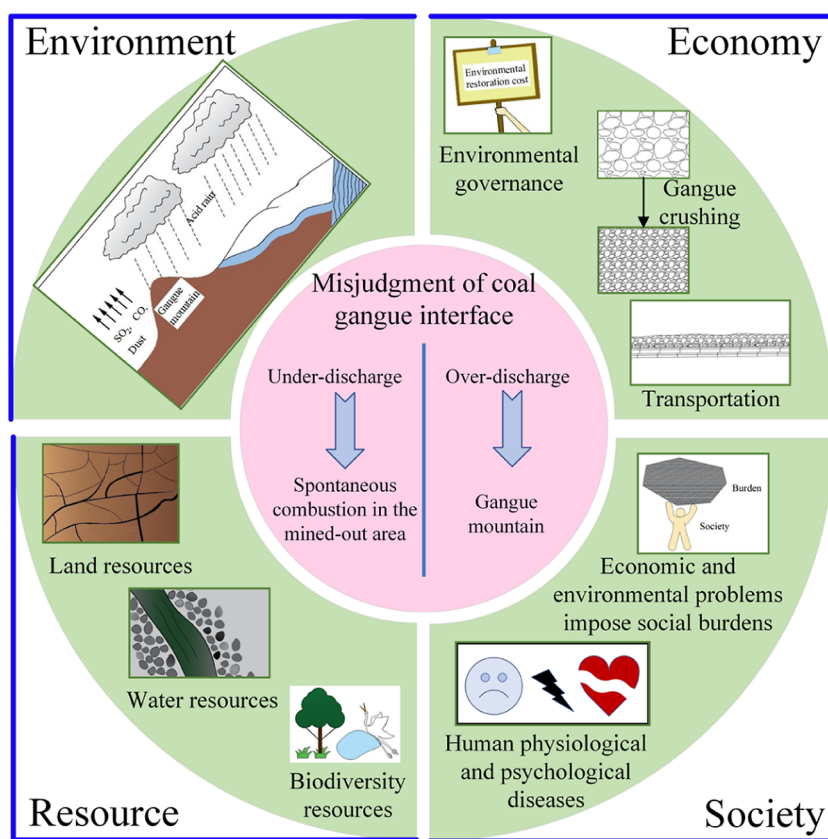 Environment
Acid rain
Gangue
mountain
SO₂, COₓ
Dust
Economy
Environmental
restoration cost
Environmental
governance
Gangue
crushing
Transportation
Misjudgment of coal
gangue interface
Under-discharge
Spontaneous
combustion in the
mined-out area
Over-discharge
Gangue
mountain
Land resources
Water resources
Biodiversity
resources
Resource
Burden
Society
Economic and
environmental problems
impose social burdens
Human physiological
and psychological
diseases
Society